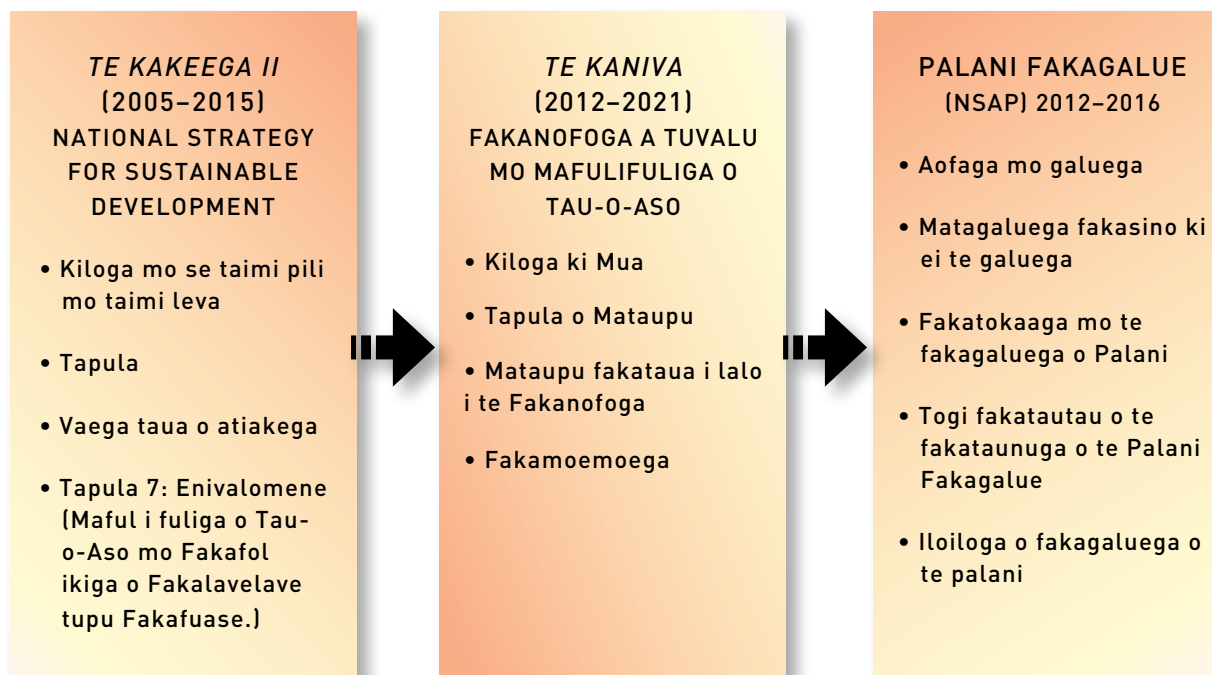 TE KAKEEGA II
(2005–2015)
NATIONAL STRATEGY
FOR SUSTAINABLE
DEVELOPMENT
• Kiloga mo se taimi pili
mo taimi leva
• Tapula
• Vaega taua o atiakega
• Tapula 7: Enivalomene
(Maful i fuliga o Tau-
o-Aso mo Fakafol
ikiga o Fakalavelave
tupu Fakafuase.)
TE KANIVA
(2012–2021)
FAKANOFOGA A TUVALU
MO MAFULIFULIGA O
TAU-O-ASO
• Kiloga ki Mua
• Tapula o Mataupu
• Mataupu fakataua i lalo
i te Fakanofoga
• Fakamoemoega
PALANI FAKAGALUE
(NSAP) 2012–2016
• Aofaga mo galuega
• Matagaluega fakasino ki
ei te galuega
• Fakatokaaga mo te
fakagaluega o Palani
• Togi fakatautau o te
fakataunuga o te Palani
Fakagalue
• Iloiloga o fakagaluega o
te palani